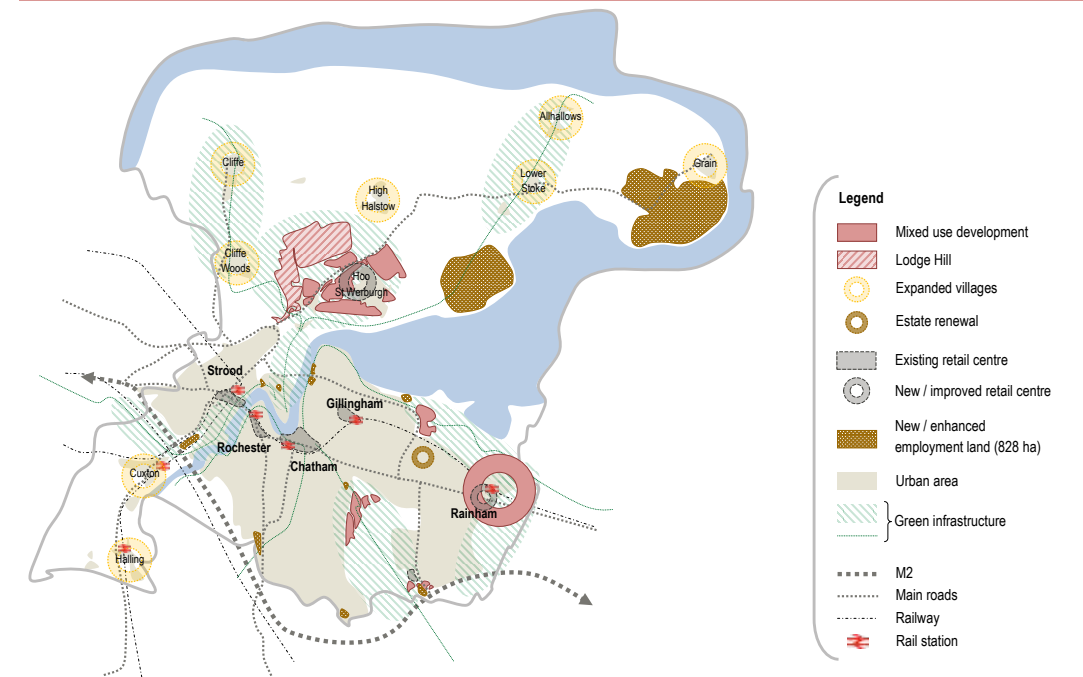 Allhallows
Cliffe
Grain
Lower
Stoke
High
Halstow
Cliffe
Woods
Hoo
St Werburgh
Strood
Gillingham
Rochester
Chatham
Cuxton
Rainham
Halling
Legend
Mixed use development
Lodge Hill
Expanded villages
Estate renewal
Existing retail centre
New / improved retail centre
New / enhanced
employment land (828 ha)
Urban area
Green infrastructure
M2
Main roads
Railway
Rail station